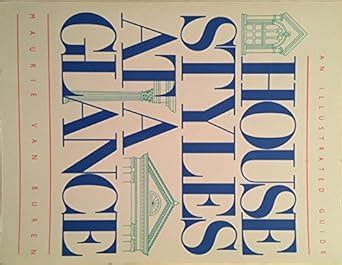 AN ILLUSTRATED GUIDE
HOUSE
STYLES
AT A
GLANCE
MAURIE VAN BUREN